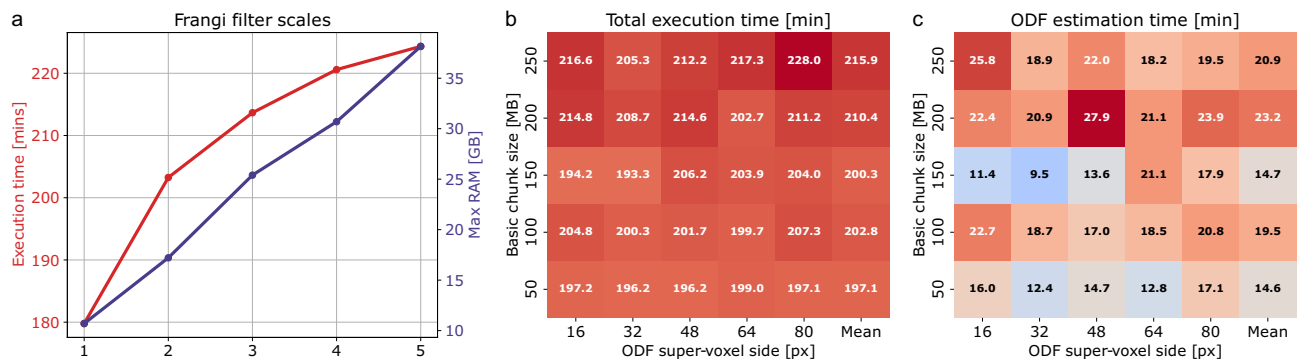 a
Frangi filter scales
Execution time [mins]
220
210
200
190
180
Max RAM [GB]
35
30
25
20
15
10
1 2 3 4 5
b
Total execution time [min]
Basic chunk size [MB]
250 216.6 205.3 212.2 217.3 228.0 215.9
200 214.8 208.7 214.6 202.7 211.2 210.4
150 194.2 193.3 206.2 203.9 204.0 200.3
100 204.8 200.3 201.7 199.7 207.3 202.8
50 197.2 196.2 196.2 199.0 197.1 197.1
16 32 48 64 80 Mean
ODF super-voxel side [px]
c
ODF estimation time [min]
Basic chunk size [MB]
250 25.8 18.9 22.0 18.2 19.5 20.9
200 22.4 20.9 27.9 21.1 23.9 23.2
150 11.4 9.5 13.6 21.1 17.9 14.7
100 22.7 18.7 17.0 18.5 20.8 19.5
50 16.0 12.4 14.7 12.8 17.1 14.6
16 32 48 64 80 Mean
ODF super-voxel side [px]